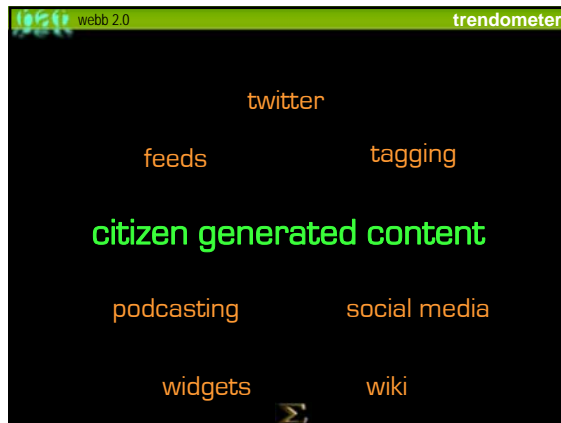 webb 2.0 trendometer
twitter
feeds tagging
citizen generated content
podcasting social media
widgets wiki
Σ